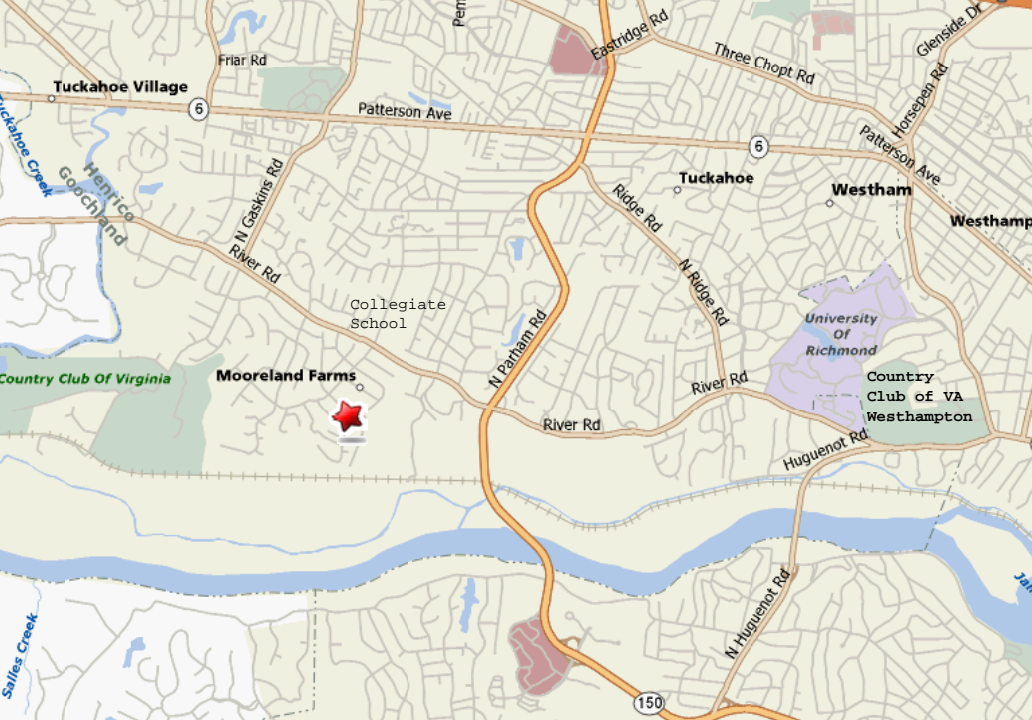 Eastridge Rd
Glenside Dr
Three Chopt Rd
Friar Rd
Horsepen Rd
Tuckahoe Village
6
Patterson Ave
6
Patterson Ave
Tuckahoe Creek
Henrico
Goochland
N Gaskins Rd
Tuckahoe
Westham
Ridge Rd
Westhamp
River Rd
N Ridge Rd
Collegiate
School
University
Of
Richmond
N Parham Rd
Country Club Of Virginia
Mooreland Farms
River Rd
Country
Club of VA
Westhampton
River Rd
Huguenot Rd
N Huguenot Rd
Salles Creek
150